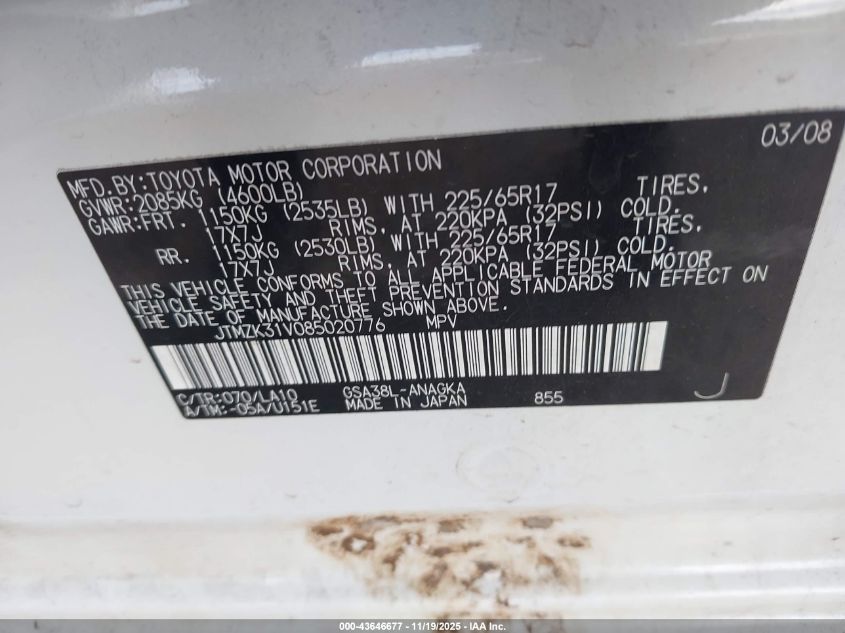 03/08
MFD.BY:TOYOTA MOTOR CORPORATION
GVWR:2085KG (4600LB)
GAWR:FRT. 1150KG (2535LB) WITH 225/65R17 TIRES,
17X7J RIMS, AT 220KPA (32PSI) COLD.
RR. 1150KG (2530LB) WITH 225/65R17 TIRES,
17X7J RIMS, AT 220KPA (32PSI) COLD.
THIS VEHICLE CONFORMS TO ALL APPLICABLE FEDERAL MOTOR
VEHICLE SAFETY AND THEFT PREVENTION STANDARDS IN EFFECT ON
THE DATE OF MANUFACTURE SHOWN ABOVE.
JTMZK31V085020776 MPV
C/TR:070/LA10 GSA38L-ANAGKA
A/TM:-05A/U151E MADE IN JAPAN 855 J
000-43646677 - 11/19/2025 - IAA Inc.